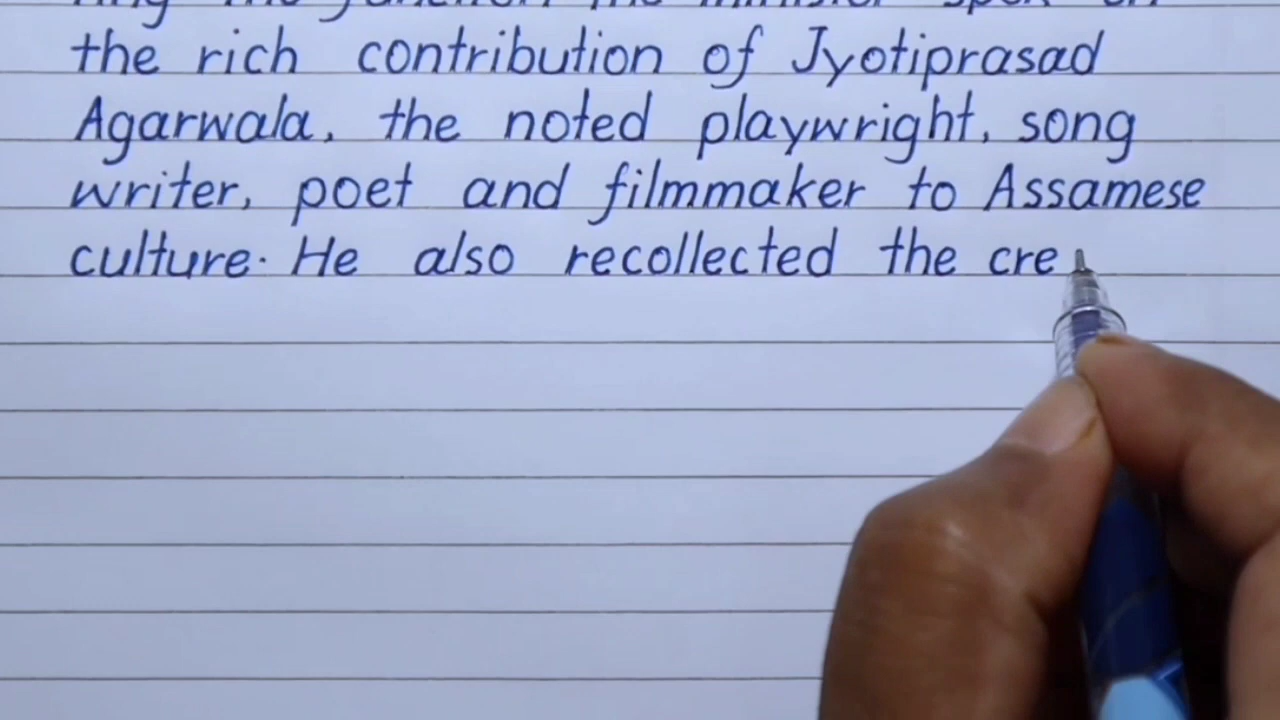 the rich contribution of Jyotiprasad
Agarwala, the noted playwright, song
writer, poet and filmmaker to Assamese
culture. He also recollected the cre